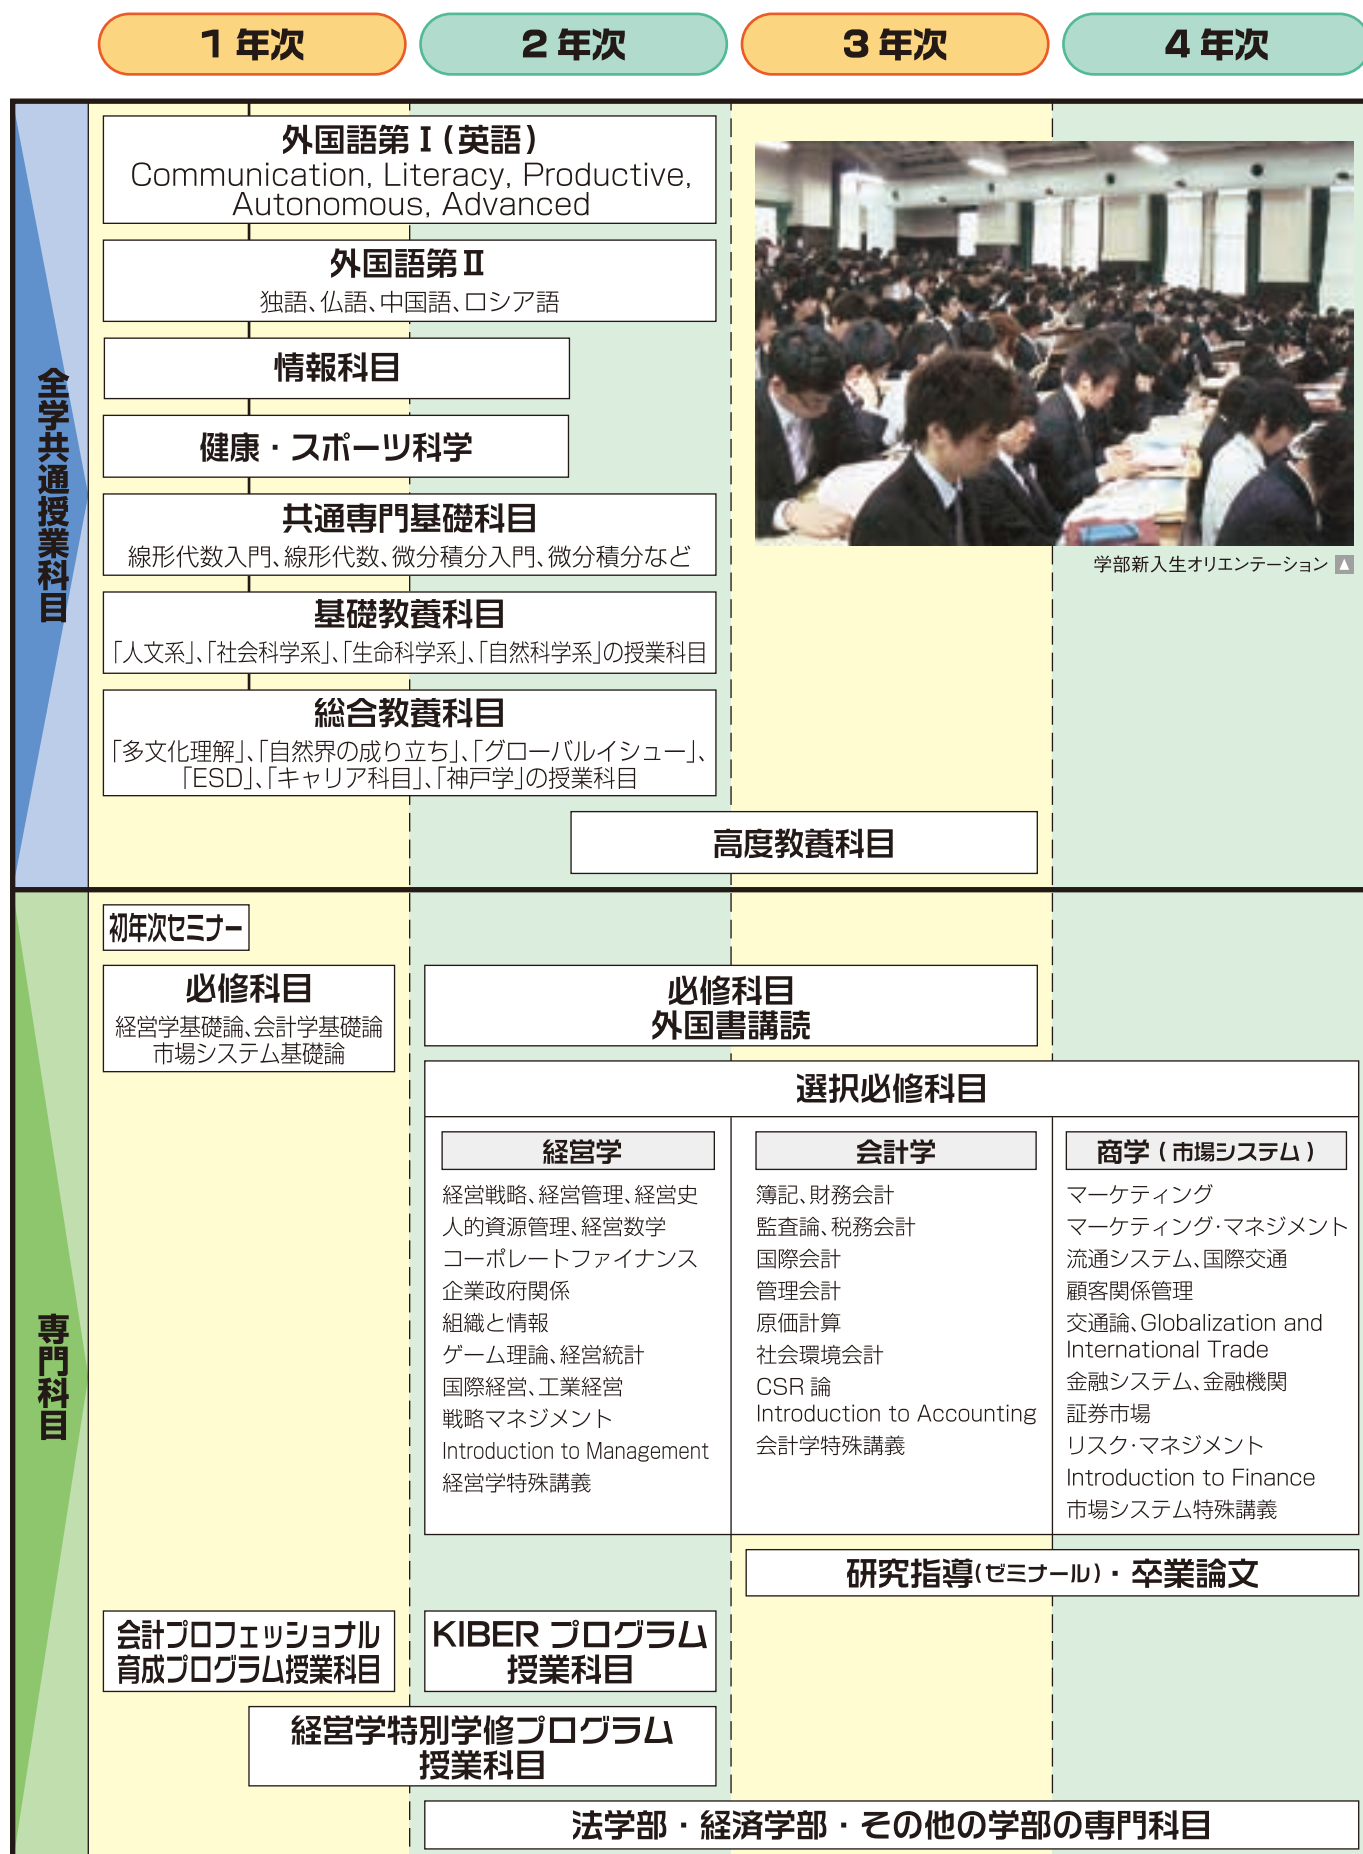 1 年次
2 年次
3 年次
4 年次
全学共通授業科目
外国語第Ⅰ(英語)
Communication, Literacy, Productive,
Autonomous, Advanced
外国語第Ⅱ
独語、仏語、中国語、ロシア語
情報科目
健康・スポーツ科学
共通専門基礎科目
線形代数入門、線形代数、微分積分入門、微分積分など
基礎教養科目
「人文系」、「社会科学系」、「生命科学系」、「自然科学系」の授業科目
総合教養科目
「多文化理解」、「自然界の成り立ち」、「グローバルイシュー」、
「ESD」、「キャリア科目」、「神戸学」の授業科目
高度教養科目
学部新入生オリエンテーション ▲
専門科目
初年次セミナー
必修科目
経営学基礎論、会計学基礎論
市場システム基礎論
必修科目
外国書講読
選択必修科目
経営学
経営戦略、経営管理、経営史
人的資源管理、経営数学
コーポレートファイナンス
企業政府関係
組織と情報
ゲーム理論、経営統計
国際経営、工業経営
戦略マネジメント
Introduction to Management
経営学特殊講義
会計学
簿記、財務会計
監査論、税務会計
国際会計
管理会計
原価計算
社会環境会計
CSR 論
Introduction to Accounting
会計学特殊講義
商学 ( 市場システム )
マーケティング
マーケティング・マネジメント
流通システム、国際交通
顧客関係管理
交通論、Globalization and
International Trade
金融システム、金融機関
証券市場
リスク・マネジメント
Introduction to Finance
市場システム特殊講義
研究指導(ゼミナール)・卒業論文
会計プロフェッショナル
育成プログラム授業科目
KIBER プログラム
授業科目
経営学特別学修プログラム
授業科目
法学部・経済学部・その他の学部の専門科目